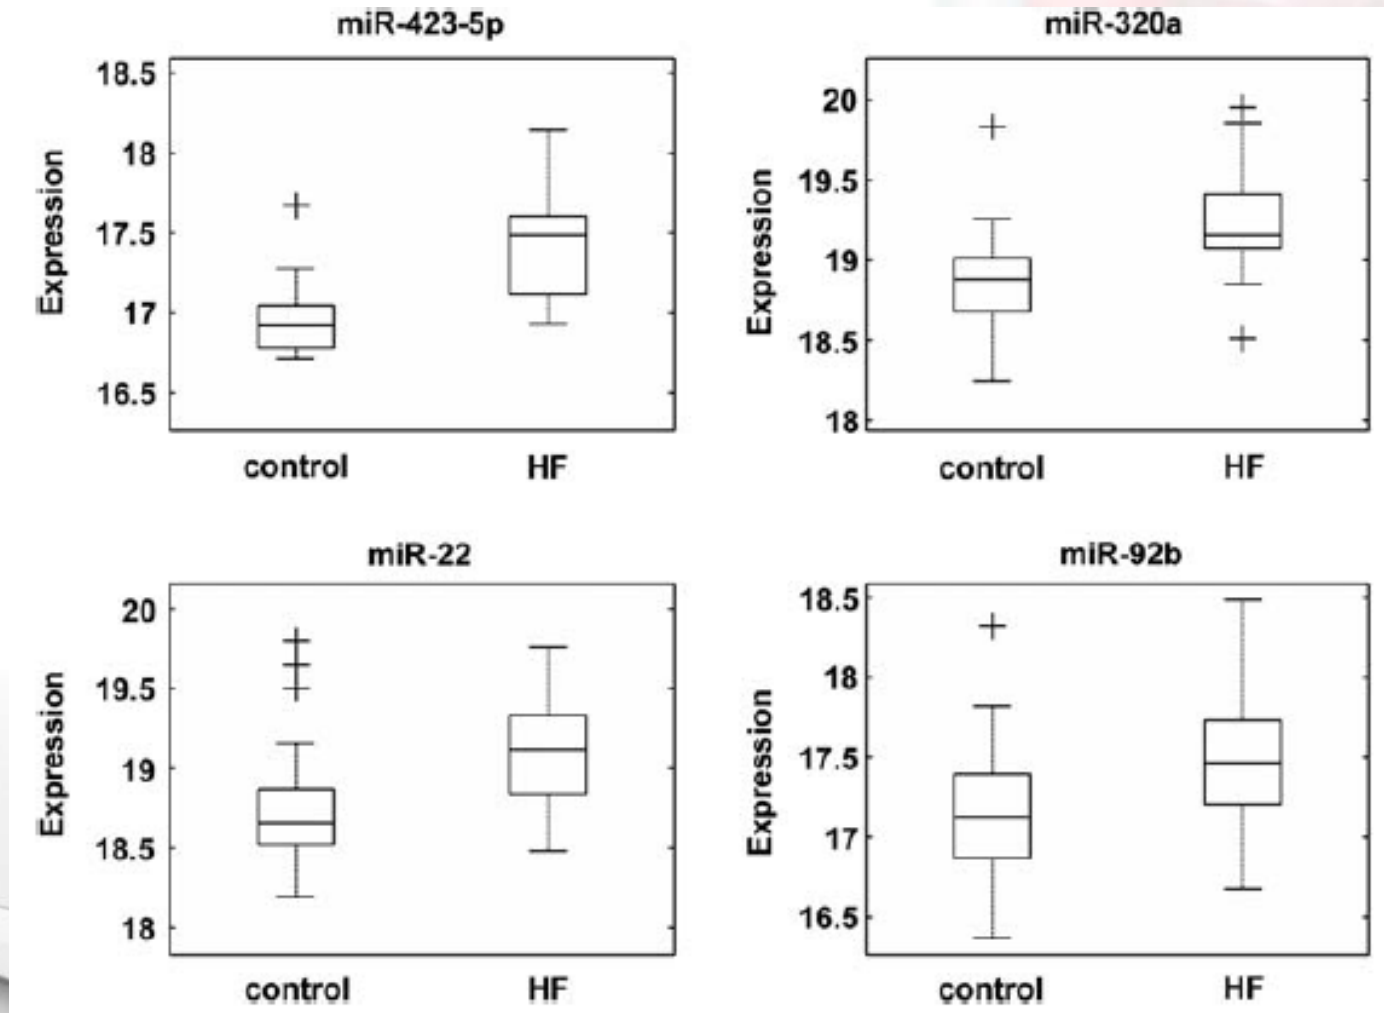 miR-423-5p
Expression
18.5
18
17.5
17
16.5
control HF
miR-320a
Expression
20
19.5
19
18.5
18
control HF
miR-22
Expression
20
19.5
19
18.5
18
control HF
miR-92b
Expression
18.5
18
17.5
17
16.5
control HF